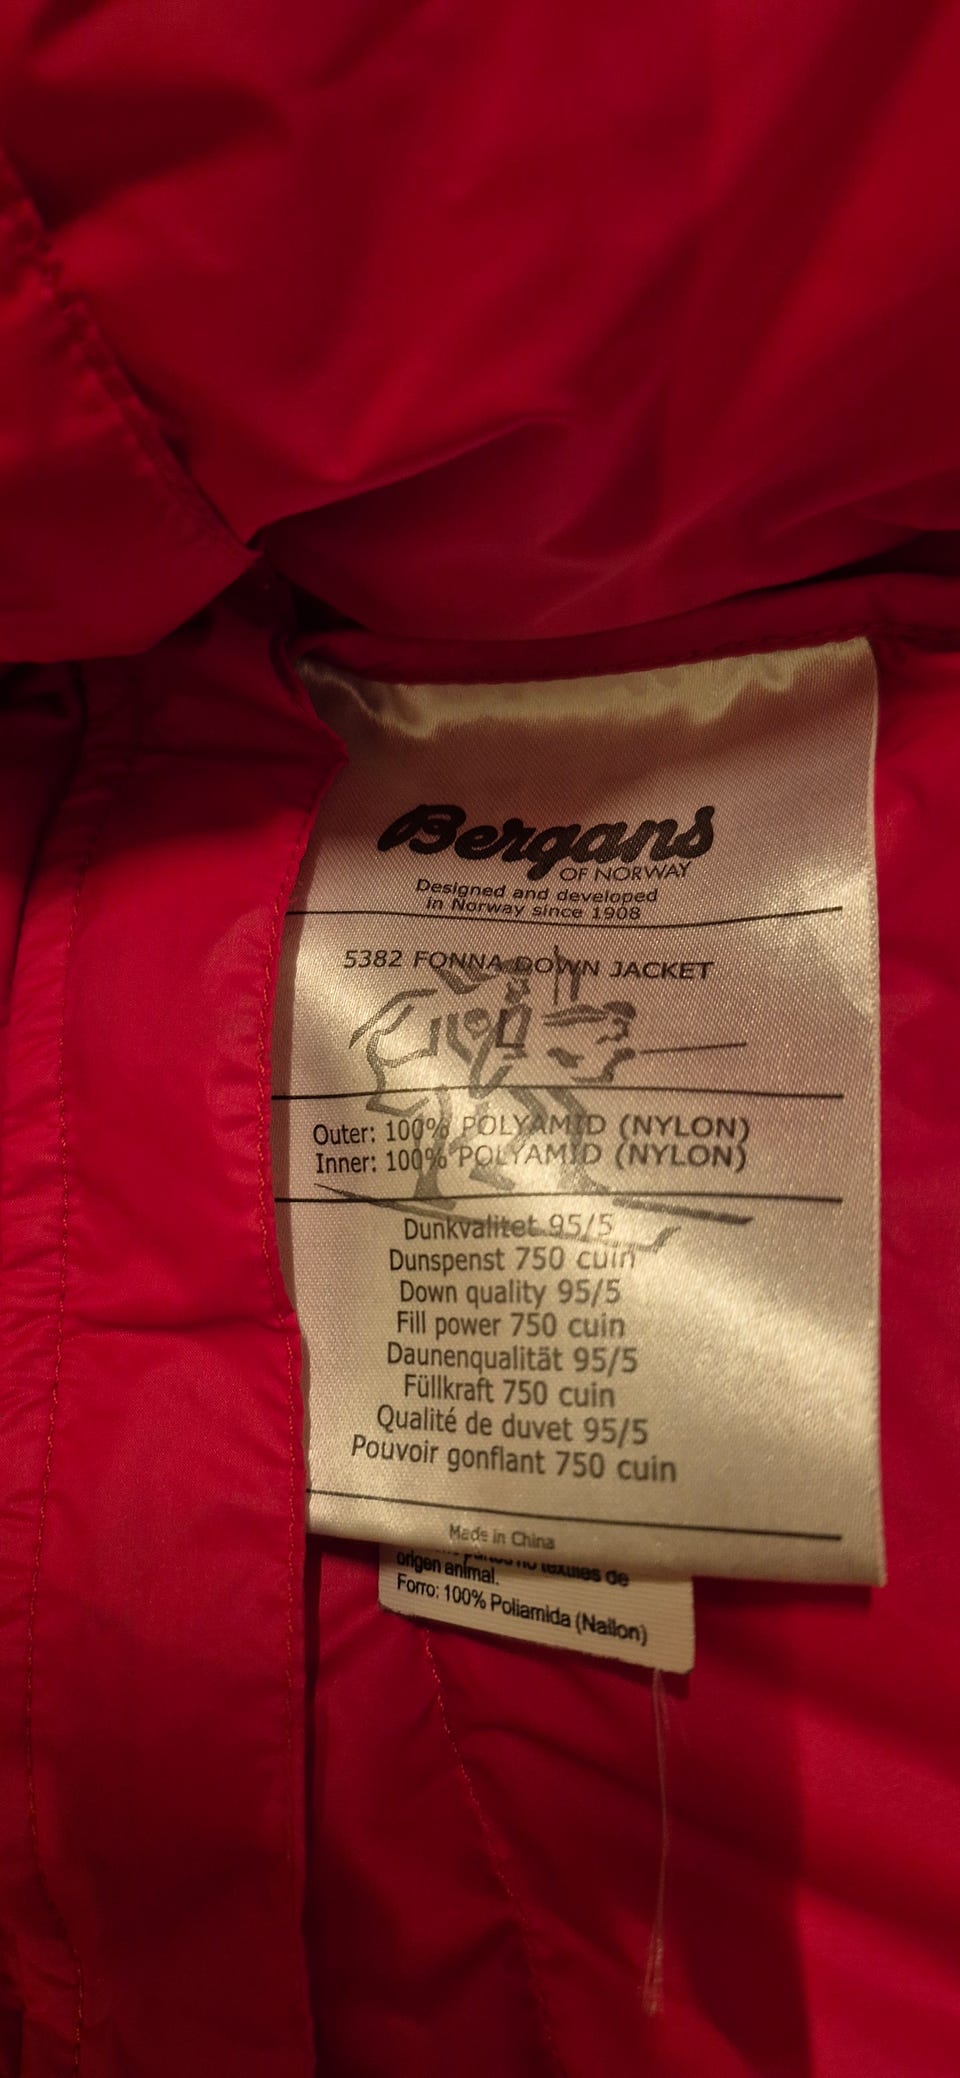 Bergans
OF NORWAY
Designed and developed
in Norway since 1908
5382 FONNA DOWN JACKET
Outer: 100% POLYAMID (NYLON)
Inner: 100% POLYAMID (NYLON)
Dunkvalitet 95/5
Dunspenst 750 cuin
Down quality 95/5
Fill power 750 cuin
Daunenqualität 95/5
Füllkraft 750 cuin
Qualité de duvet 95/5
Pouvoir gonflant 750 cuin
Made in China
no textiles de
origen animal.
Forro: 100% Poliamida (Nailon)